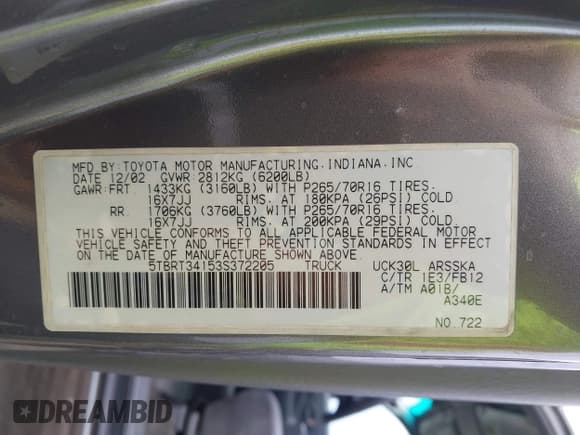 MFD.BY:TOYOTA MOTOR MANUFACTURING.INDIANA.INC
DATE 12/02 GVWR 2812KG (6200LB)
GAWR:FRT 1433KG (3160LB) WITH P265/70R16 TIRES.
16X7JJ RIMS. AT 180KPA (26PSI) COLD
RR 1706KG (3760LB) WITH P265/70R16 TIRES.
16X7JJ RIMS. AT 200KPA (29PSI) COLD
THIS VEHICLE CONFORMS TO ALL APPLICABLE FEDERAL MOTOR
VEHICLE SAFETY AND THEFT PREVENTION STANDARDS IN EFFECT
ON THE DATE OF MANUFACTURE SHOWN ABOVE.
5TBRT34153S372205 TRUCK UCK30L ARSSKA
C/TR 1E3/FB12
A/TM A01B/
A340E
NO.722
DREAMBID